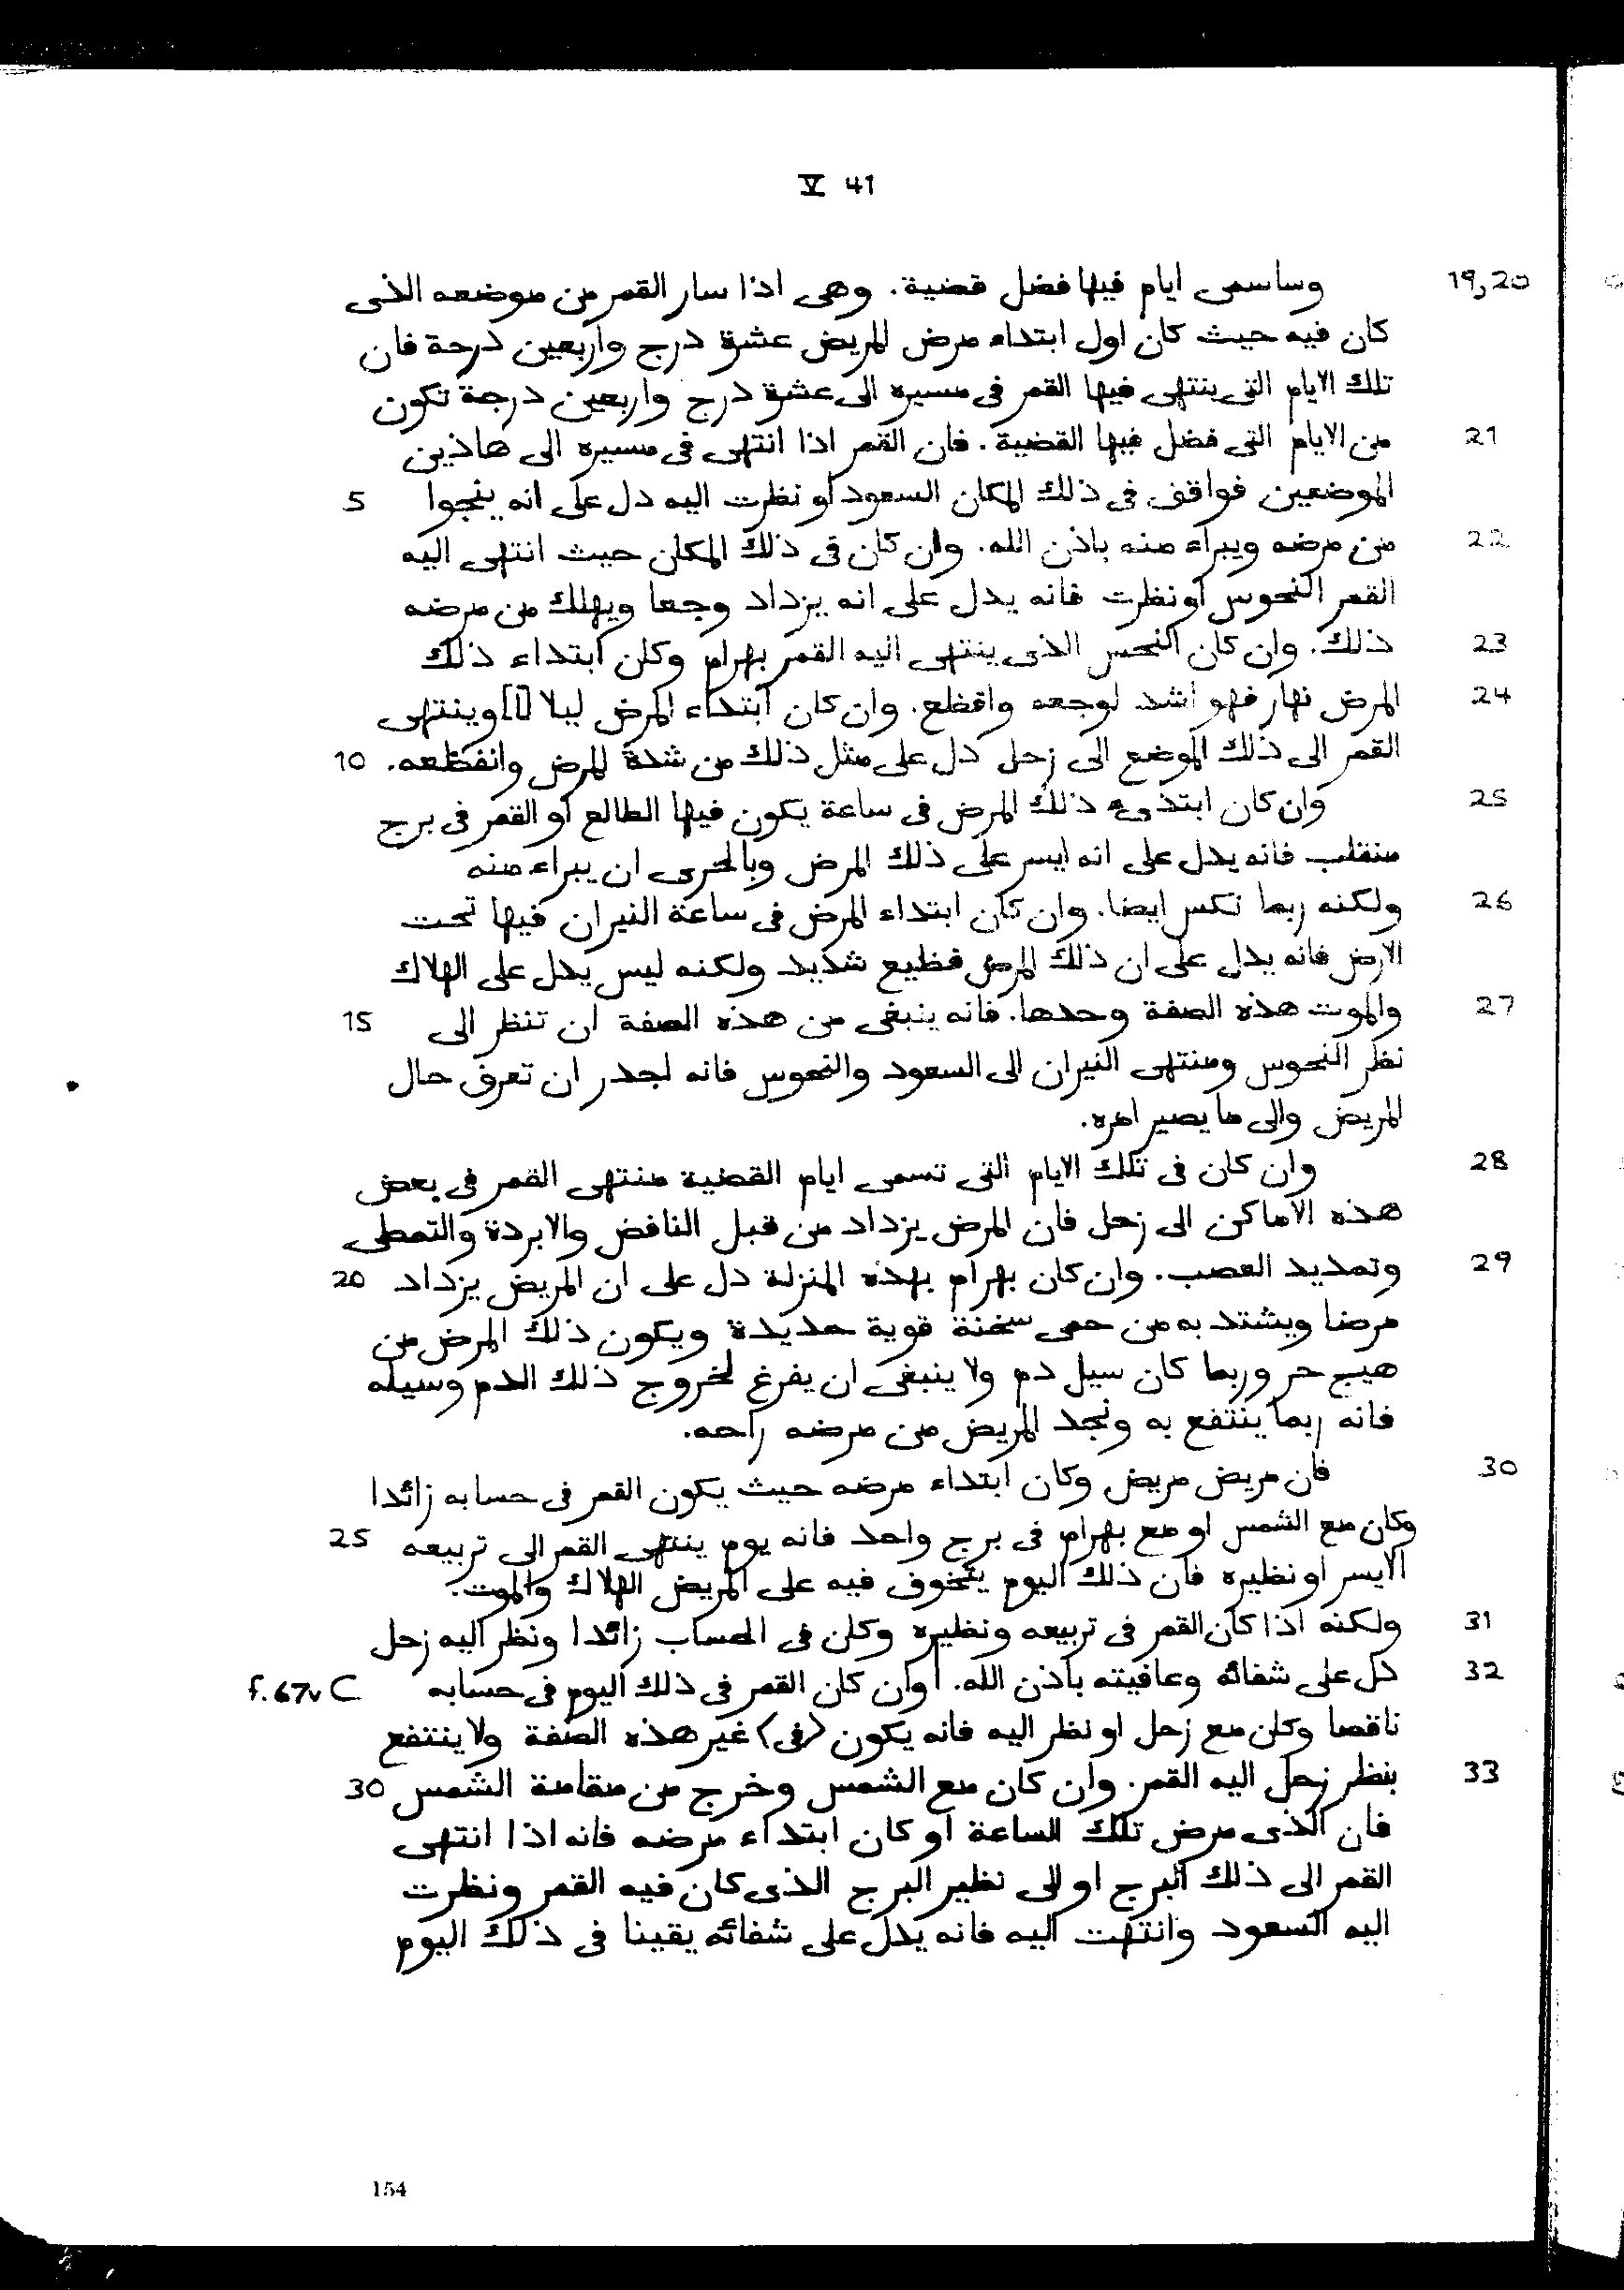 V 41
19,20 وساسمى ايام فيها فضل قضية. وهى اذا سار القمر من موضعه الذى
كان فيه حيث كان اول ابتداء مرض المريض عشرة درج واربعين درجة فان
تلك الايام التى ينتهى فيها القمر فى مسيره الى عشرة درج واربعين درجة تكون
21 من الايام التى فضل فيها القضية. فان القمر اذا انتهى فى مسيره الى هاذين
الموضعين فواقف فى ذلك المكان السعود او نظرت اليه دل على انه ينجوا 5
22 من مرضه ويبراء منه باذن الله. وان كان فى ذلك المكان حيث انتهى اليه
القمر النحوس او نظرت فانه يدل على انه يزداد وجعا ويهلك من مرضه
23 ذلك. وان كان النحس الذى ينتهى اليه القمر بهرام وكان ابتداء ذلك
24 المرض نهار فهو اشد لوجعه واقظع. وان كان ابتداء المرض ليلا [ا] وينتهى
القمر الى ذلك الموضع الى زحل دل على مثل ذلك من شدة المرض وانفظعه. 10
25 وان كان ابتدىء ذلك المرض فى ساعة يكون فيها الطالع او القمر فى برج
منقلب فانه يدل على انه ايسر على ذلك المرض وبالحرى ان يبراء منه
26 ولكنه ربما نكس ايضا. وان كان ابتداء المرض فى ساعة النيران فيها تحت
الارض فانه يدل على ان ذلك المرض فظيع شديد ولكنه ليس يدل على الهلاك
27 والموت هذه الصفة وحدها. فانه ينبغى من هذه الصفة ان تنظر الى 15
نظر النحوس ومنتهى النيران الى السعود والنحوس فانه اجدر ان تعرف حال
المريض والى ما يصير امره.
28 وان كان فى تلك الايام التى تسمى ايام القضية منتهى القمر فى بعض
هذه الاماكن الى زحل فان المرض يزداد من قبل النافض والابردة والتمطى
29 وتمديد العصب. وان كان بهرام بهذه المنزلة دل على ان المريض يزداد 20
مرضا ويشتد به من حمى سخنة قوية حديدة ويكون ذلك المرض من
هيج حر وربما كان سيل دم ولا ينبغى ان يفرغ لخروج ذلك الدم وسيله
فانه ربما ينتفع به ونجد المريض من مرضه راحه.
30 فان مريض مريض وكان ابتداء مرضه حيث يكون القمر فى حسابه زائدا
وكان مع الشمس او مع بهرام فى برج واحد فانه يوم ينتهى القمر الى تربيعه 25
الايسر او نظيره فان ذلك اليوم يتخوف فيه على المريض الهلاك والموت.
31 ولكنه اذا كان القمر فى تربيعه ونظيره وكان فى الحساب زائدا ونظر اليه زحل
32 دل على شفائه وعافيته باذن الله. | وان كان القمر فى ذلك اليوم فى حسابه f. 67v C
ناقصا وكان مع زحل او نظر اليه فانه يكون ⟨فى⟩ غير هذه الصفة ولا ينتفع
33 بنظر زحل اليه القمر. وان كان مع الشمس وخرج من مقامة الشمس 30
فان الذى مرض تلك الساعة او كان ابتداء مرضه فانه اذا انتهى
القمر الى ذلك البرج او الى نظير البرج الذى كان فيه القمر ونظرت
اليه السعود وانتهت اليه فانه يدل على شفائه يقينا فى ذلك اليوم
154